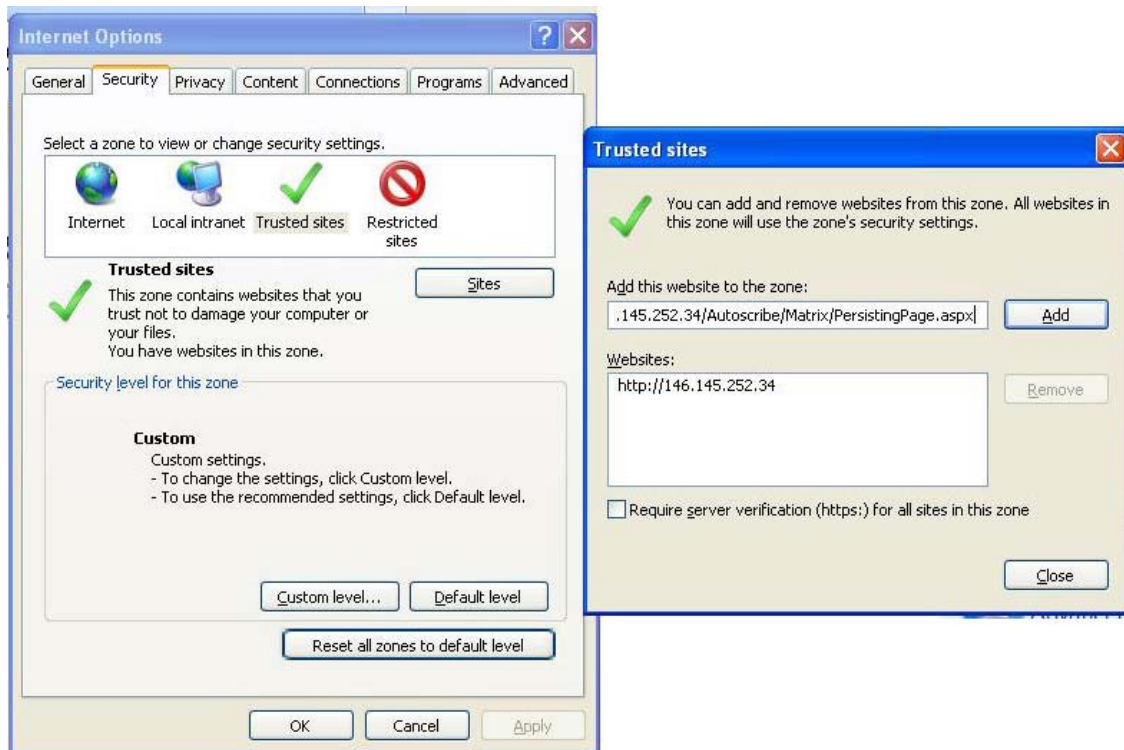 Internet Options
General Security Privacy Content Connections Programs Advanced
Select a zone to view or change security settings.
Internet Local intranet Trusted sites Restricted
sites
Trusted sites
This zone contains websites that you
trust not to damage your computer or
your files.
You have websites in this zone.
Sites
Security level for this zone
Custom
Custom settings.
- To change the settings, click Custom level.
- To use the recommended settings, click Default level.
Custom level... Default level
Reset all zones to default level
OK Cancel Apply
Trusted sites
You can add and remove websites from this zone. All websites in
this zone will use the zone's security settings.
Add this website to the zone:
.145.252.34/Autoscribe/Matrix/PersistingPage.aspx Add
Websites:
http://146.145.252.34
Remove
Require server verification (https:) for all sites in this zone
Close